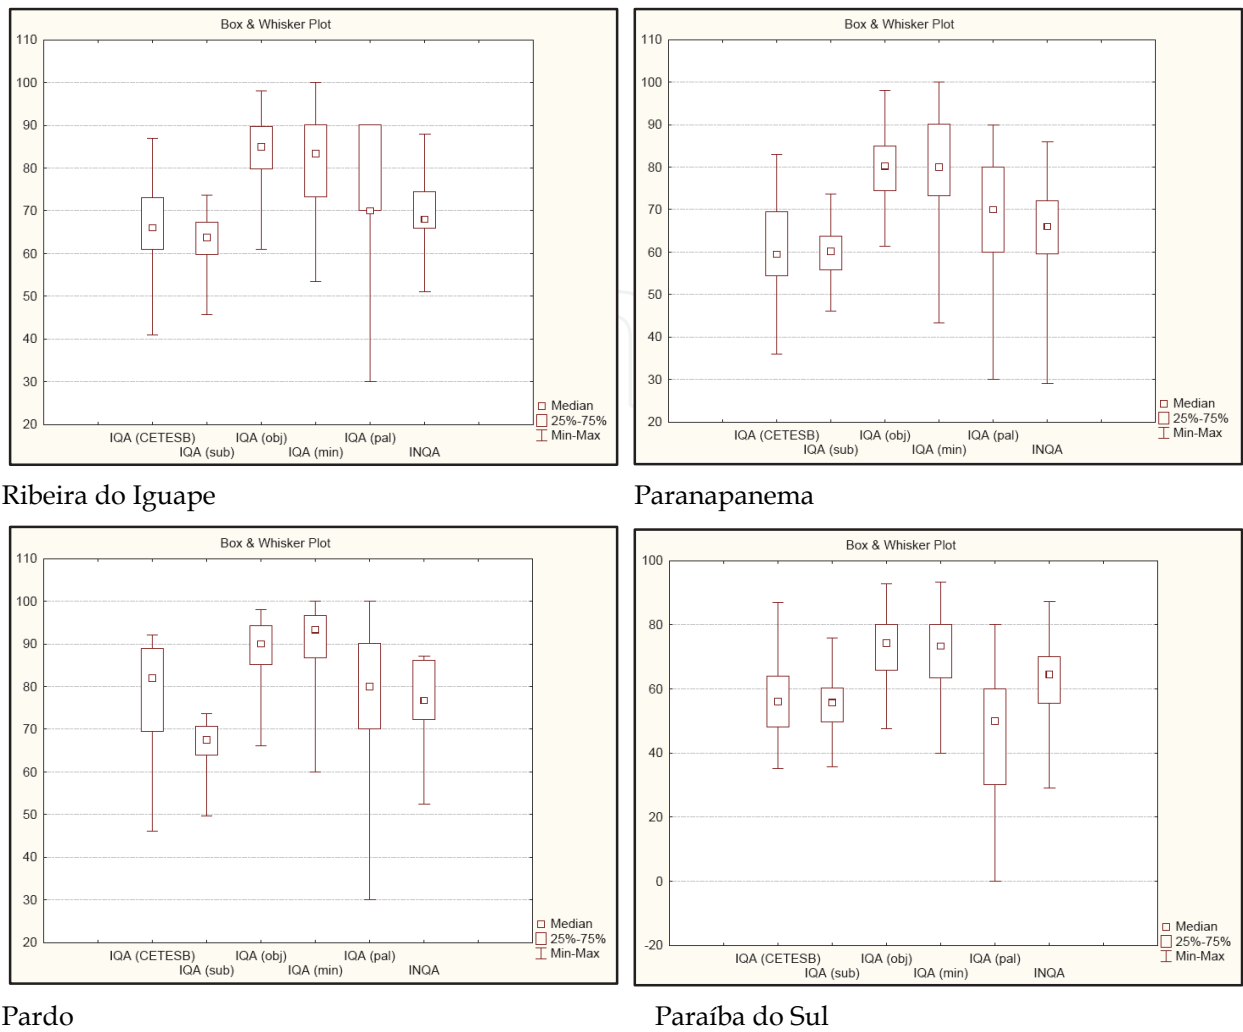 Box & Whisker Plot
110
100
90
80
70
60
50
40
30
20
IQA (CETESB) IQA (obj) IQA (pal)
IQA (sub) IQA (min) INQA
Median
25%-75%
Min-Max
Ribeira do Iguape
Box & Whisker Plot
110
100
90
80
70
60
50
40
30
20
IQA (CETESB) IQA (obj) IQA (pal)
IQA (sub) IQA (min) INQA
Median
25%-75%
Min-Max
Paranapanema
Box & Whisker Plot
110
100
90
80
70
60
50
40
30
20
IQA (CETESB) IQA (obj) IQA (pal)
IQA (sub) IQA (min) INQA
Median
25%-75%
Min-Max
Pardo
Box & Whisker Plot
100
80
60
40
20
0
-20
IQA (CETESB) IQA (obj) IQA (pal)
IQA (sub) IQA (min) INQA
Median
25%-75%
Min-Max
Paraíba do Sul